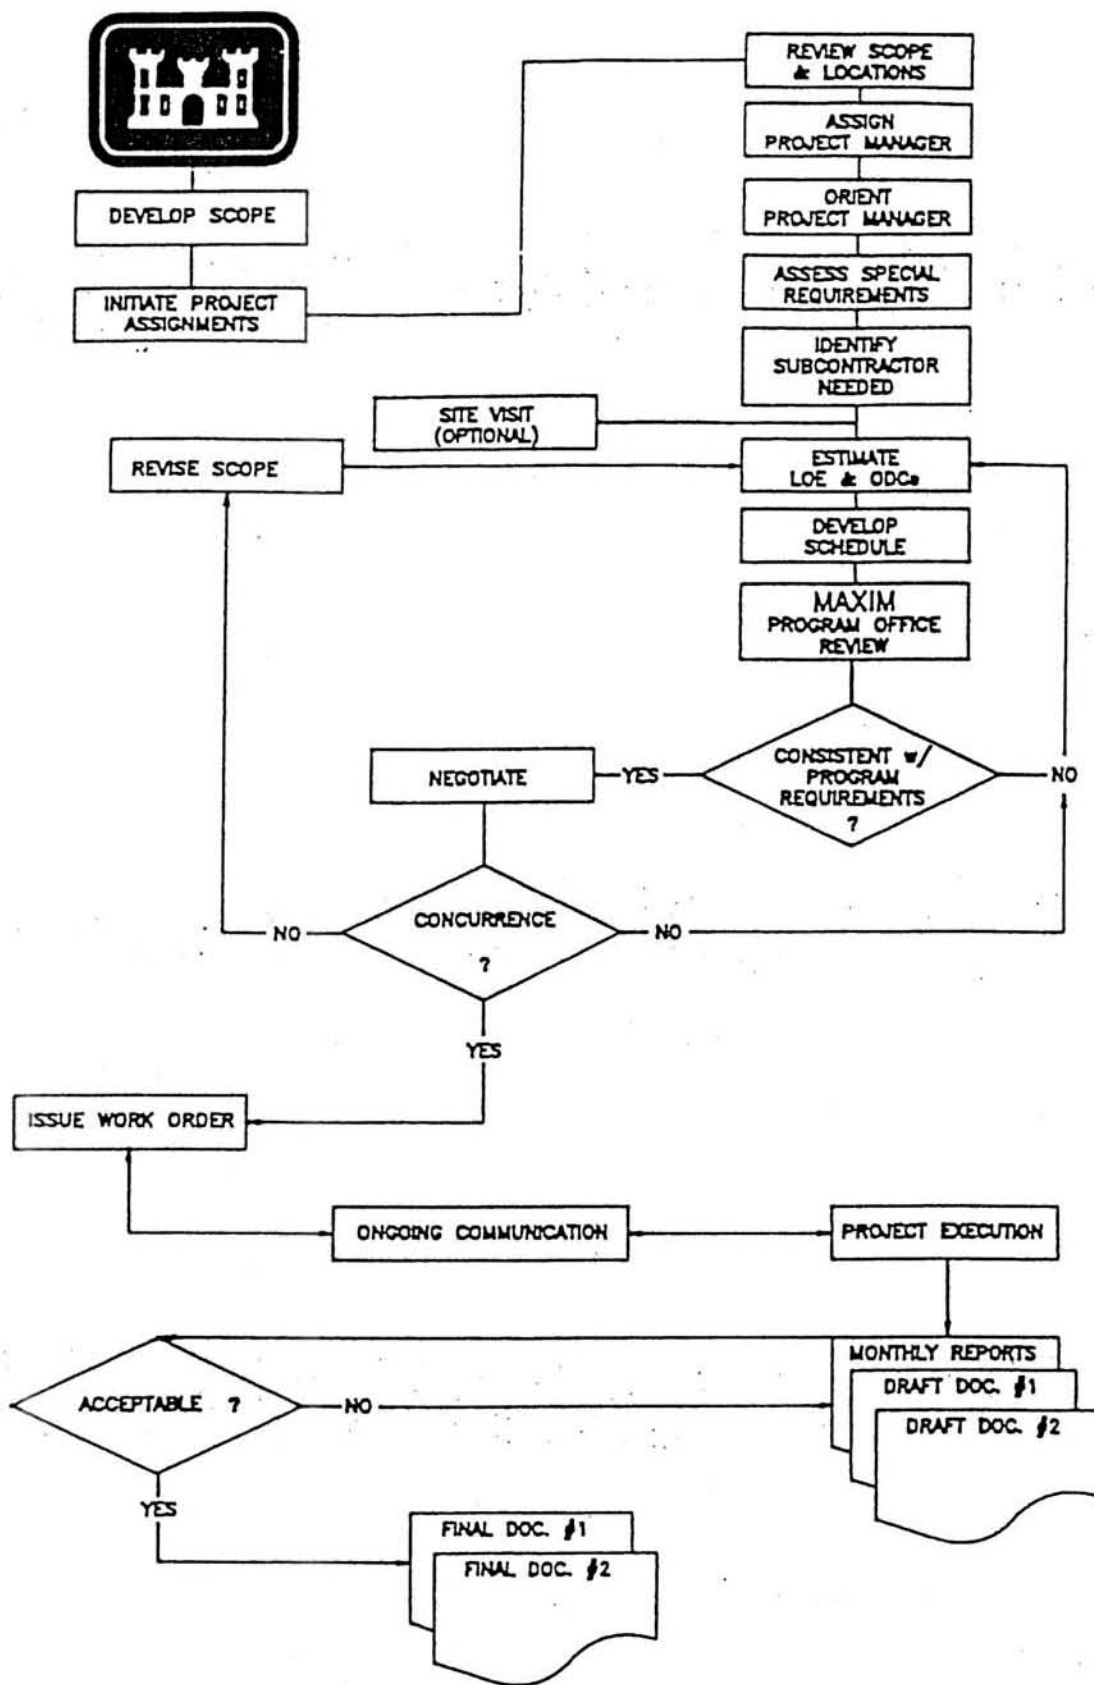 REVIEW SCOPE
& LOCATIONS
ASSIGN
PROJECT MANAGER
DEVELOP SCOPE
ORIENT
PROJECT MANAGER
INITIATE PROJECT
ASSIGNMENTS
ASSESS SPECIAL
REQUIREMENTS
IDENTIFY
SUBCONTRACTOR
NEEDED
SITE VISIT
(OPTIONAL)
REVISE SCOPE
ESTIMATE
LOE & ODCs
DEVELOP
SCHEDULE
MAXIM
PROGRAM OFFICE
REVIEW
NEGOTIATE
YES
CONSISTENT w/
PROGRAM
REQUIREMENTS
?
NO
NO
CONCURRENCE
?
NO
YES
ISSUE WORK ORDER
ONGOING COMMUNICATION
PROJECT EXECUTION
ACCEPTABLE ?
NO
MONTHLY REPORTS
DRAFT DOC. #1
DRAFT DOC. #2
YES
FINAL DOC. #1
FINAL DOC. #2